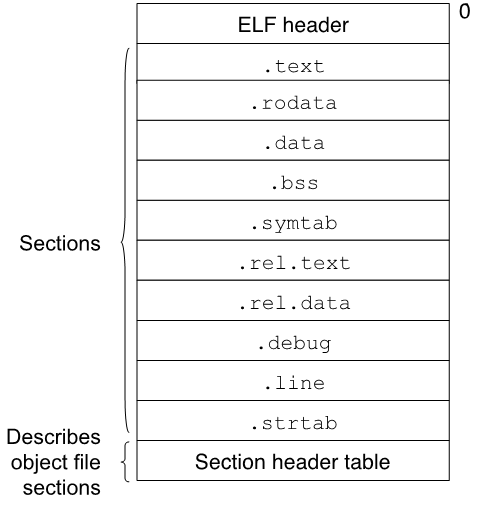 ELF header
0
.text
.rodata
.data
.bss
Sections
.symtab
.rel.text
.rel.data
.debug
.line
.strtab
Describes
object file
sections
Section header table